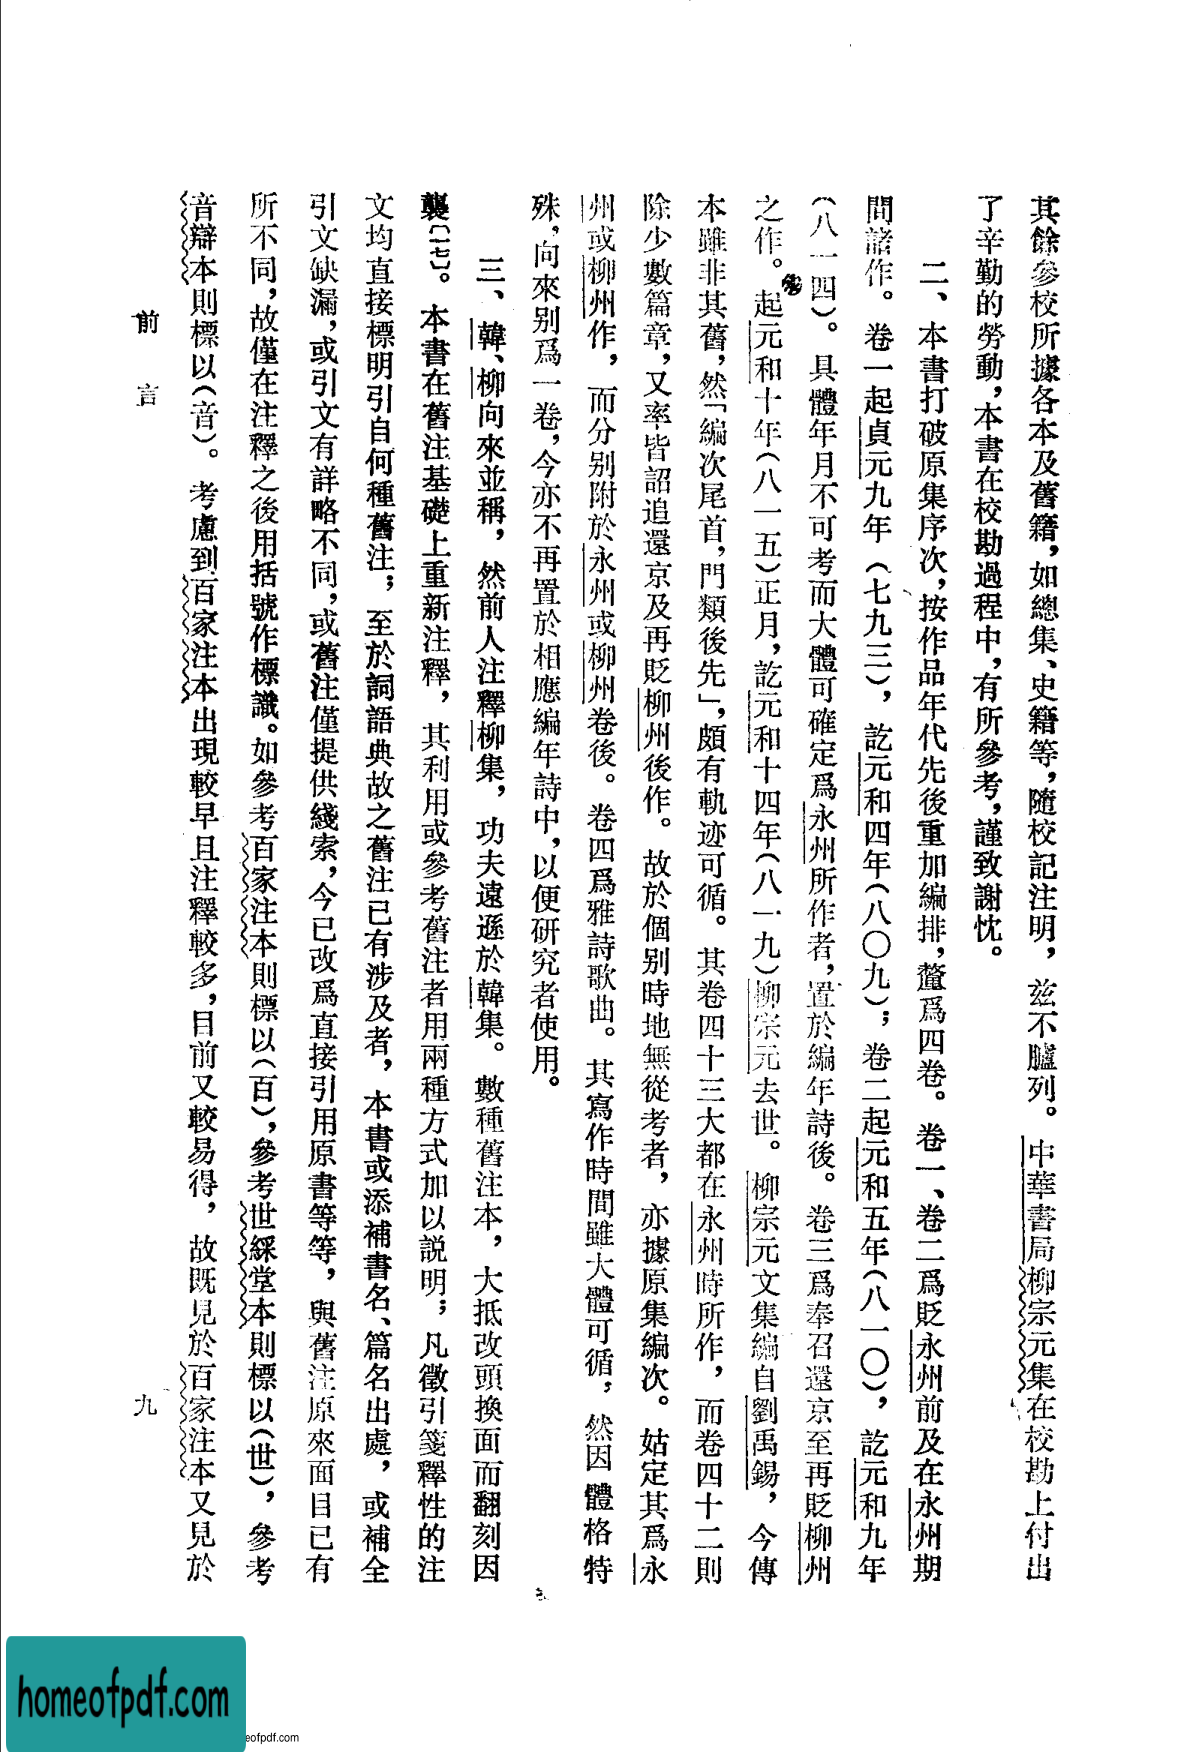 其餘參校所據各本及舊籍，如總集、史籍等，隨校記注明，兹不臚列。中華書局柳宗元集在校勘上付出
了辛勤的勞動，本書在校勘過程中，有所參考，謹致謝忱。
二、本書打破原集序次，按作品年代先後重加編排，釐爲四卷。卷一、卷二爲貶永州前及在永州期
間諸作。卷一起貞元九年（七九三），訖元和四年（八〇九）；卷二起元和五年（八一〇），訖元和九年
（八一四）。具體年月不可考而大體可確定爲永州所作者，置於編年詩後。卷三爲奉召還京至再貶柳州
之作。起元和十年（八一五）正月，訖元和十四年（八一九）柳宗元去世。柳宗元文集編自劉禹錫，今傳
本雖非其舊，然「編次尾首，門類後先」，頗有軌迹可循。其卷四十三大都在永州時所作，而卷四十二則
除少數篇章，又率皆詔追還京及再貶柳州後作。故於個别時地無從考者，亦據原集編次。姑定其爲永
州或柳州作，而分别附於永州或柳州卷後。卷四爲雅詩歌曲。其寫作時間雖大體可循，然因體格特
殊，向來别爲一卷，今亦不再置於相應編年詩中，以便研究者使用。
三、韓、柳向來並稱，然前人注釋柳集，功夫遠遜於韓集。數種舊注本，大抵改頭換面而翻刻因
襲〔一七〕。本書在舊注基礎上重新注釋，其利用或參考舊注者用兩種方式加以説明；凡徵引箋釋性的注
文均直接標明引自何種舊注；至於詞語典故之舊注已有涉及者，本書或添補書名、篇名出處，或補全
引文缺漏，或引文有詳略不同，或舊注僅提供綫索，今已改爲直接引用原書等等，與舊注原來面目已有
所不同，故僅在注釋之後用括號作標識。如參考百家注本則標以（百），參考世綵堂本則標以（世），參考
音辯本則標以（音）。考慮到百家注本出現較早且注釋較多，目前又較易得，故既見於百家注本又見於
前言
九
homeofpdf.com
eofpdf.com